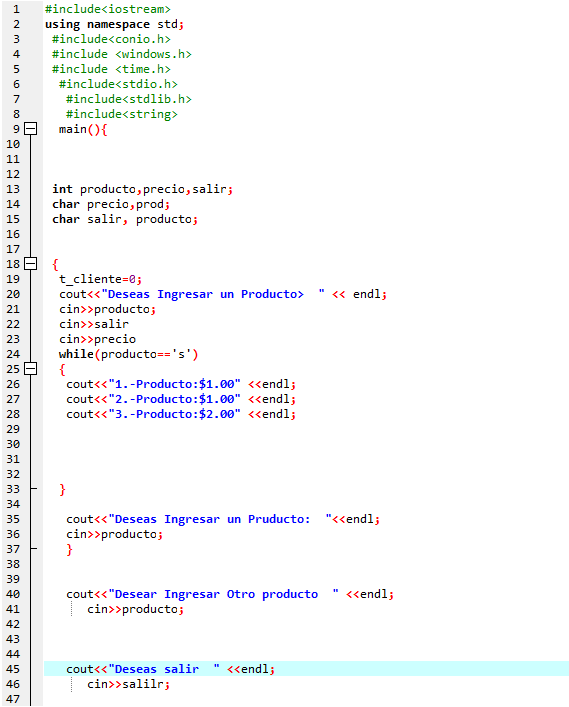 1 #include<iostream>
2 using namespace std;
3 #include<conio.h>
4 #include <windows.h>
5 #include <time.h>
6 #include<stdio.h>
7 #include<stdlib.h>
8 #include<string>
9 main(){
10
11
12
13 int producto,precio,salir;
14 char precio,prod;
15 char salir, producto;
16
17
18 {
19 t_cliente=0;
20 cout<<"Deseas Ingresar un Producto>  " << endl;
21 cin>>producto;
22 cin>>salir
23 cin>>precio
24 while(producto=='s')
25 {
26 cout<<"1.-Producto:$1.00" <<endl;
27 cout<<"2.-Producto:$1.00" <<endl;
28 cout<<"3.-Producto:$2.00" <<endl;
29
30
31
32
33 }
34
35 cout<<"Deseas Ingresar un Pruducto:  "<<endl;
36 cin>>producto;
37 }
38
39
40 cout<<"Desear Ingresar Otro producto  " <<endl;
41 cin>>producto;
42
43
44
45 cout<<"Deseas salir  " <<endl;
46 cin>>salilr;
47